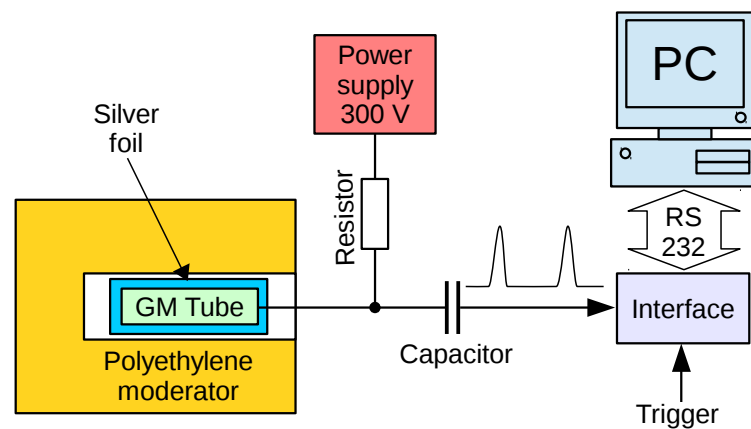 Power
supply
300 V
PC
Silver
foil
Resistor
RS
232
GM Tube
Interface
Capacitor
Polyethylene
moderator
Trigger